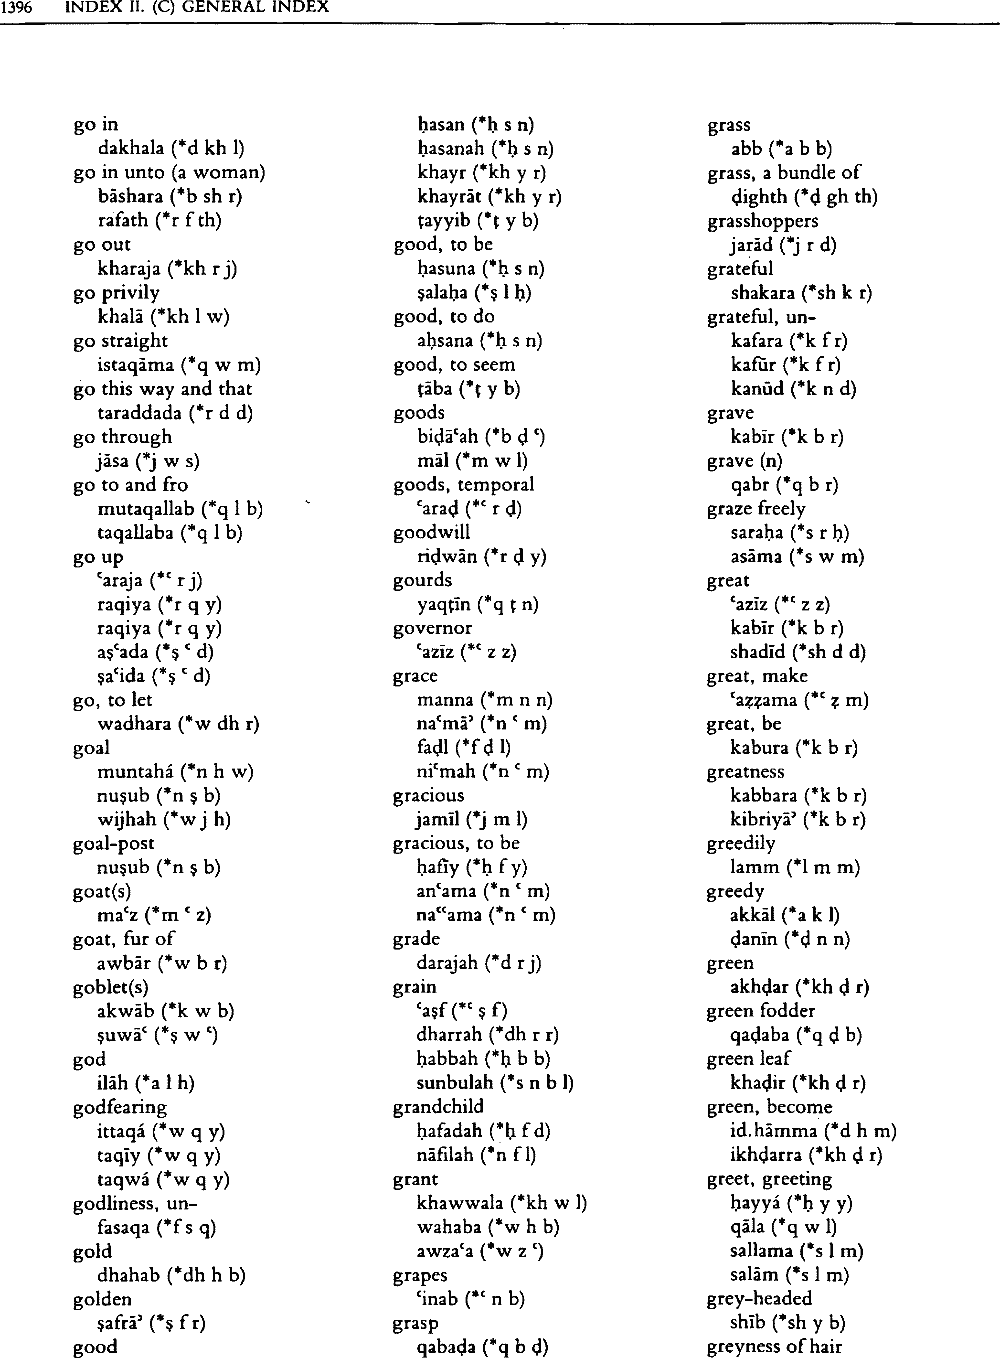 1396 INDEX II. (C) GENERAL INDEX
go in
dakhala (*d kh l)
go in unto (a woman)
bāshara (*b sh r)
rafath (*r f th)
go out
kharaja (*kh r j)
go privily
khalā (*kh l w)
go straight
istaqāma (*q w m)
go this way and that
taraddada (*r d d)
go through
jāsa (*j w s)
go to and fro
mutaqallab (*q l b)
taqallaba (*q l b)
go up
ʿaraja (*ʿ r j)
raqiya (*r q y)
raqiya (*r q y)
aṣʿada (*ṣ ʿ d)
ṣaʿida (*ṣ ʿ d)
go, to let
wadhara (*w dh r)
goal
muntahá (*n h w)
nuṣub (*n ṣ b)
wijhah (*w j h)
goal-post
nuṣub (*n ṣ b)
goat(s)
maʿz (*m ʿ z)
goat, fur of
awbār (*w b r)
goblet(s)
akwāb (*k w b)
ṣuwāʿ (*ṣ w ʿ)
god
ilāh (*a l h)
godfearing
ittaqá (*w q y)
taqīy (*w q y)
taqwá (*w q y)
godliness, un-
fasaqa (*f s q)
gold
dhahab (*dh h b)
golden
ṣafrāʾ (*ṣ f r)
good
ḥasan (*ḥ s n)
ḥasanah (*ḥ s n)
khayr (*kh y r)
khayrāt (*kh y r)
ṭayyib (*ṭ y b)
good, to be
ḥasuna (*ḥ s n)
ṣalaḥa (*ṣ l ḥ)
good, to do
aḥsana (*ḥ s n)
good, to seem
ṭāba (*ṭ y b)
goods
biḍāʿah (*b ḍ ʿ)
māl (*m w l)
goods, temporal
ʿaraḍ (*ʿ r ḍ)
goodwill
riḍwān (*r ḍ y)
gourds
yaqṭīn (*q ṭ n)
governor
ʿazīz (*ʿ z z)
grace
manna (*m n n)
naʿmāʾ (*n ʿ m)
faḍl (*f ḍ l)
niʿmah (*n ʿ m)
gracious
jamīl (*j m l)
gracious, to be
ḥafīy (*ḥ f y)
anʿama (*n ʿ m)
naʿʿama (*n ʿ m)
grade
darajah (*d r j)
grain
ʿaṣf (*ʿ ṣ f)
dharrah (*dh r r)
ḥabbah (*ḥ b b)
sunbulah (*s n b l)
grandchild
ḥafadah (*ḥ f d)
nāfilah (*n f l)
grant
khawwala (*kh w l)
wahaba (*w h b)
awzaʿa (*w z ʿ)
grapes
ʿinab (*ʿ n b)
grasp
qabaḍa (*q b ḍ)
grass
abb (*a b b)
grass, a bundle of
ḍighth (*ḍ gh th)
grasshoppers
jarād (*j r d)
grateful
shakara (*sh k r)
grateful, un-
kafara (*k f r)
kafūr (*k f r)
kanūd (*k n d)
grave
kabīr (*k b r)
grave (n)
qabr (*q b r)
graze freely
saraḥa (*s r ḥ)
asāma (*s w m)
great
ʿazīz (*ʿ z z)
kabīr (*k b r)
shadīd (*sh d d)
great, make
ʿaẓẓama (*ʿ ẓ m)
great, be
kabura (*k b r)
greatness
kabbara (*k b r)
kibriyāʾ (*k b r)
greedily
lamm (*l m m)
greedy
akkāl (*a k l)
ḍanīn (*ḍ n n)
green
akhḍar (*kh ḍ r)
green fodder
qaḍaba (*q ḍ b)
green leaf
khaḍir (*kh ḍ r)
green, become
id.hāmma (*d h m)
ikhḍarra (*kh ḍ r)
greet, greeting
ḥayyá (*ḥ y y)
qāla (*q w l)
sallama (*s l m)
salām (*s l m)
grey-headed
shīb (*sh y b)
greyness of hair